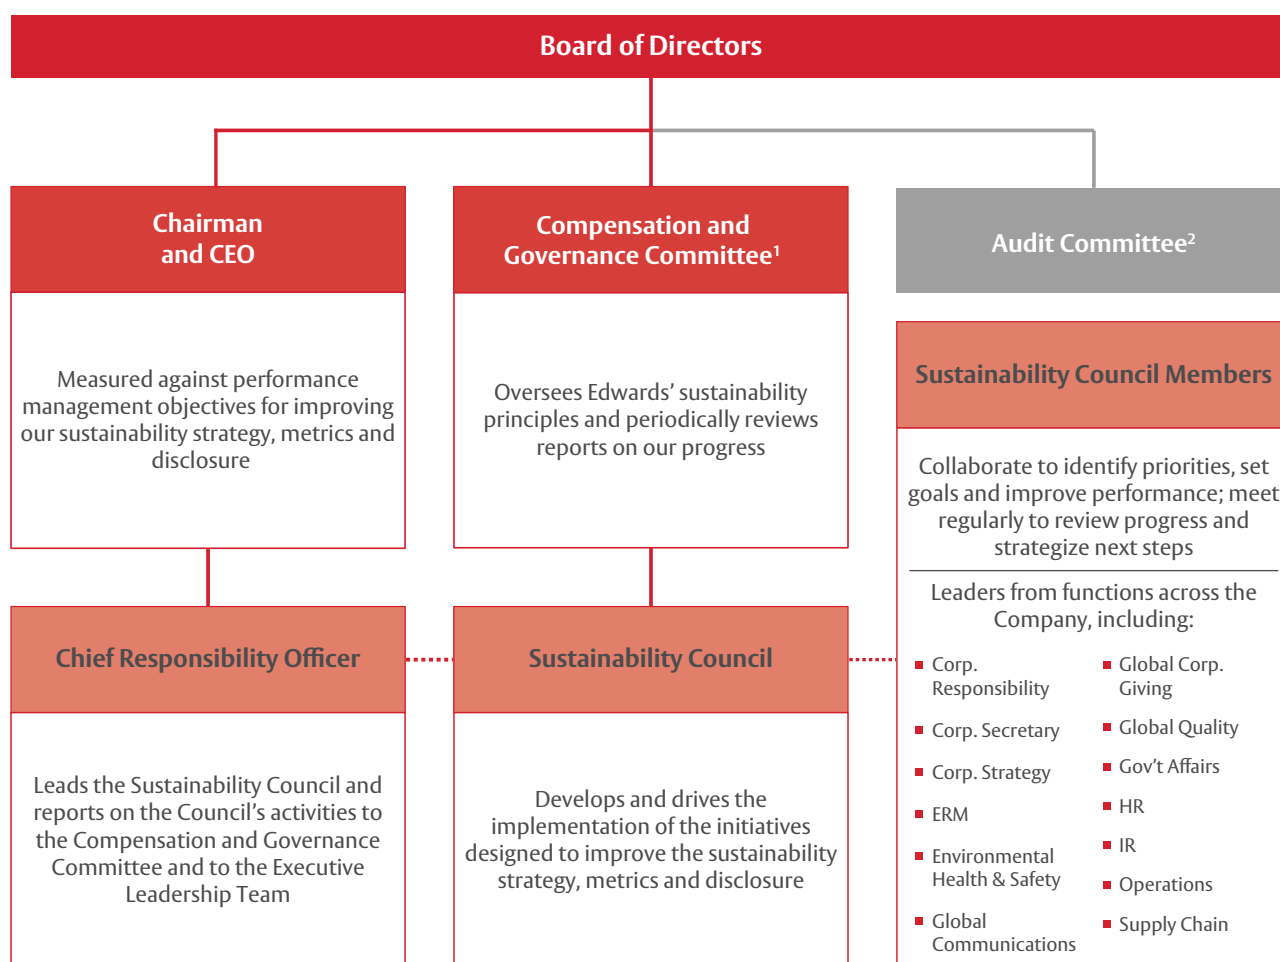 Board of Directors
Chairman
and CEO
Measured against performance
management objectives for improving
our sustainability strategy, metrics and
disclosure
Compensation and
Governance Committee¹
Oversees Edwards’ sustainability
principles and periodically reviews
reports on our progress
Audit Committee²
Chief Responsibility Officer
Leads the Sustainability Council and
reports on the Council’s activities to
the Compensation and Governance
Committee and to the Executive
Leadership Team
Sustainability Council
Develops and drives the
implementation of the initiatives
designed to improve the sustainability
strategy, metrics and disclosure
Sustainability Council Members
Collaborate to identify priorities, set
goals and improve performance; meet
regularly to review progress and
strategize next steps
Leaders from functions across the
Company, including:
Corp.
Responsibility
Corp. Secretary
Corp. Strategy
ERM
Environmental
Health & Safety
Global
Communications
Global Corp.
Giving
Global Quality
Gov’t Affairs
HR
IR
Operations
Supply Chain